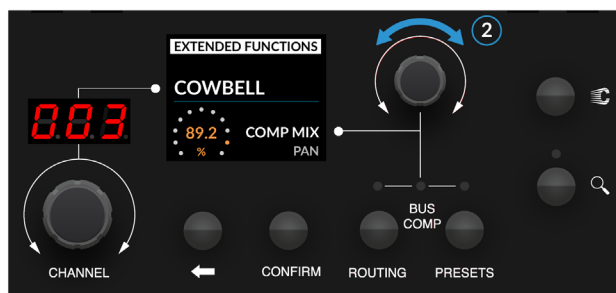 2
EXTENDED FUNCTIONS
COWBELL
003
89.2
%
COMP MIX
PAN
BUS
COMP
CHANNEL
CONFIRM
ROUTING
PRESETS